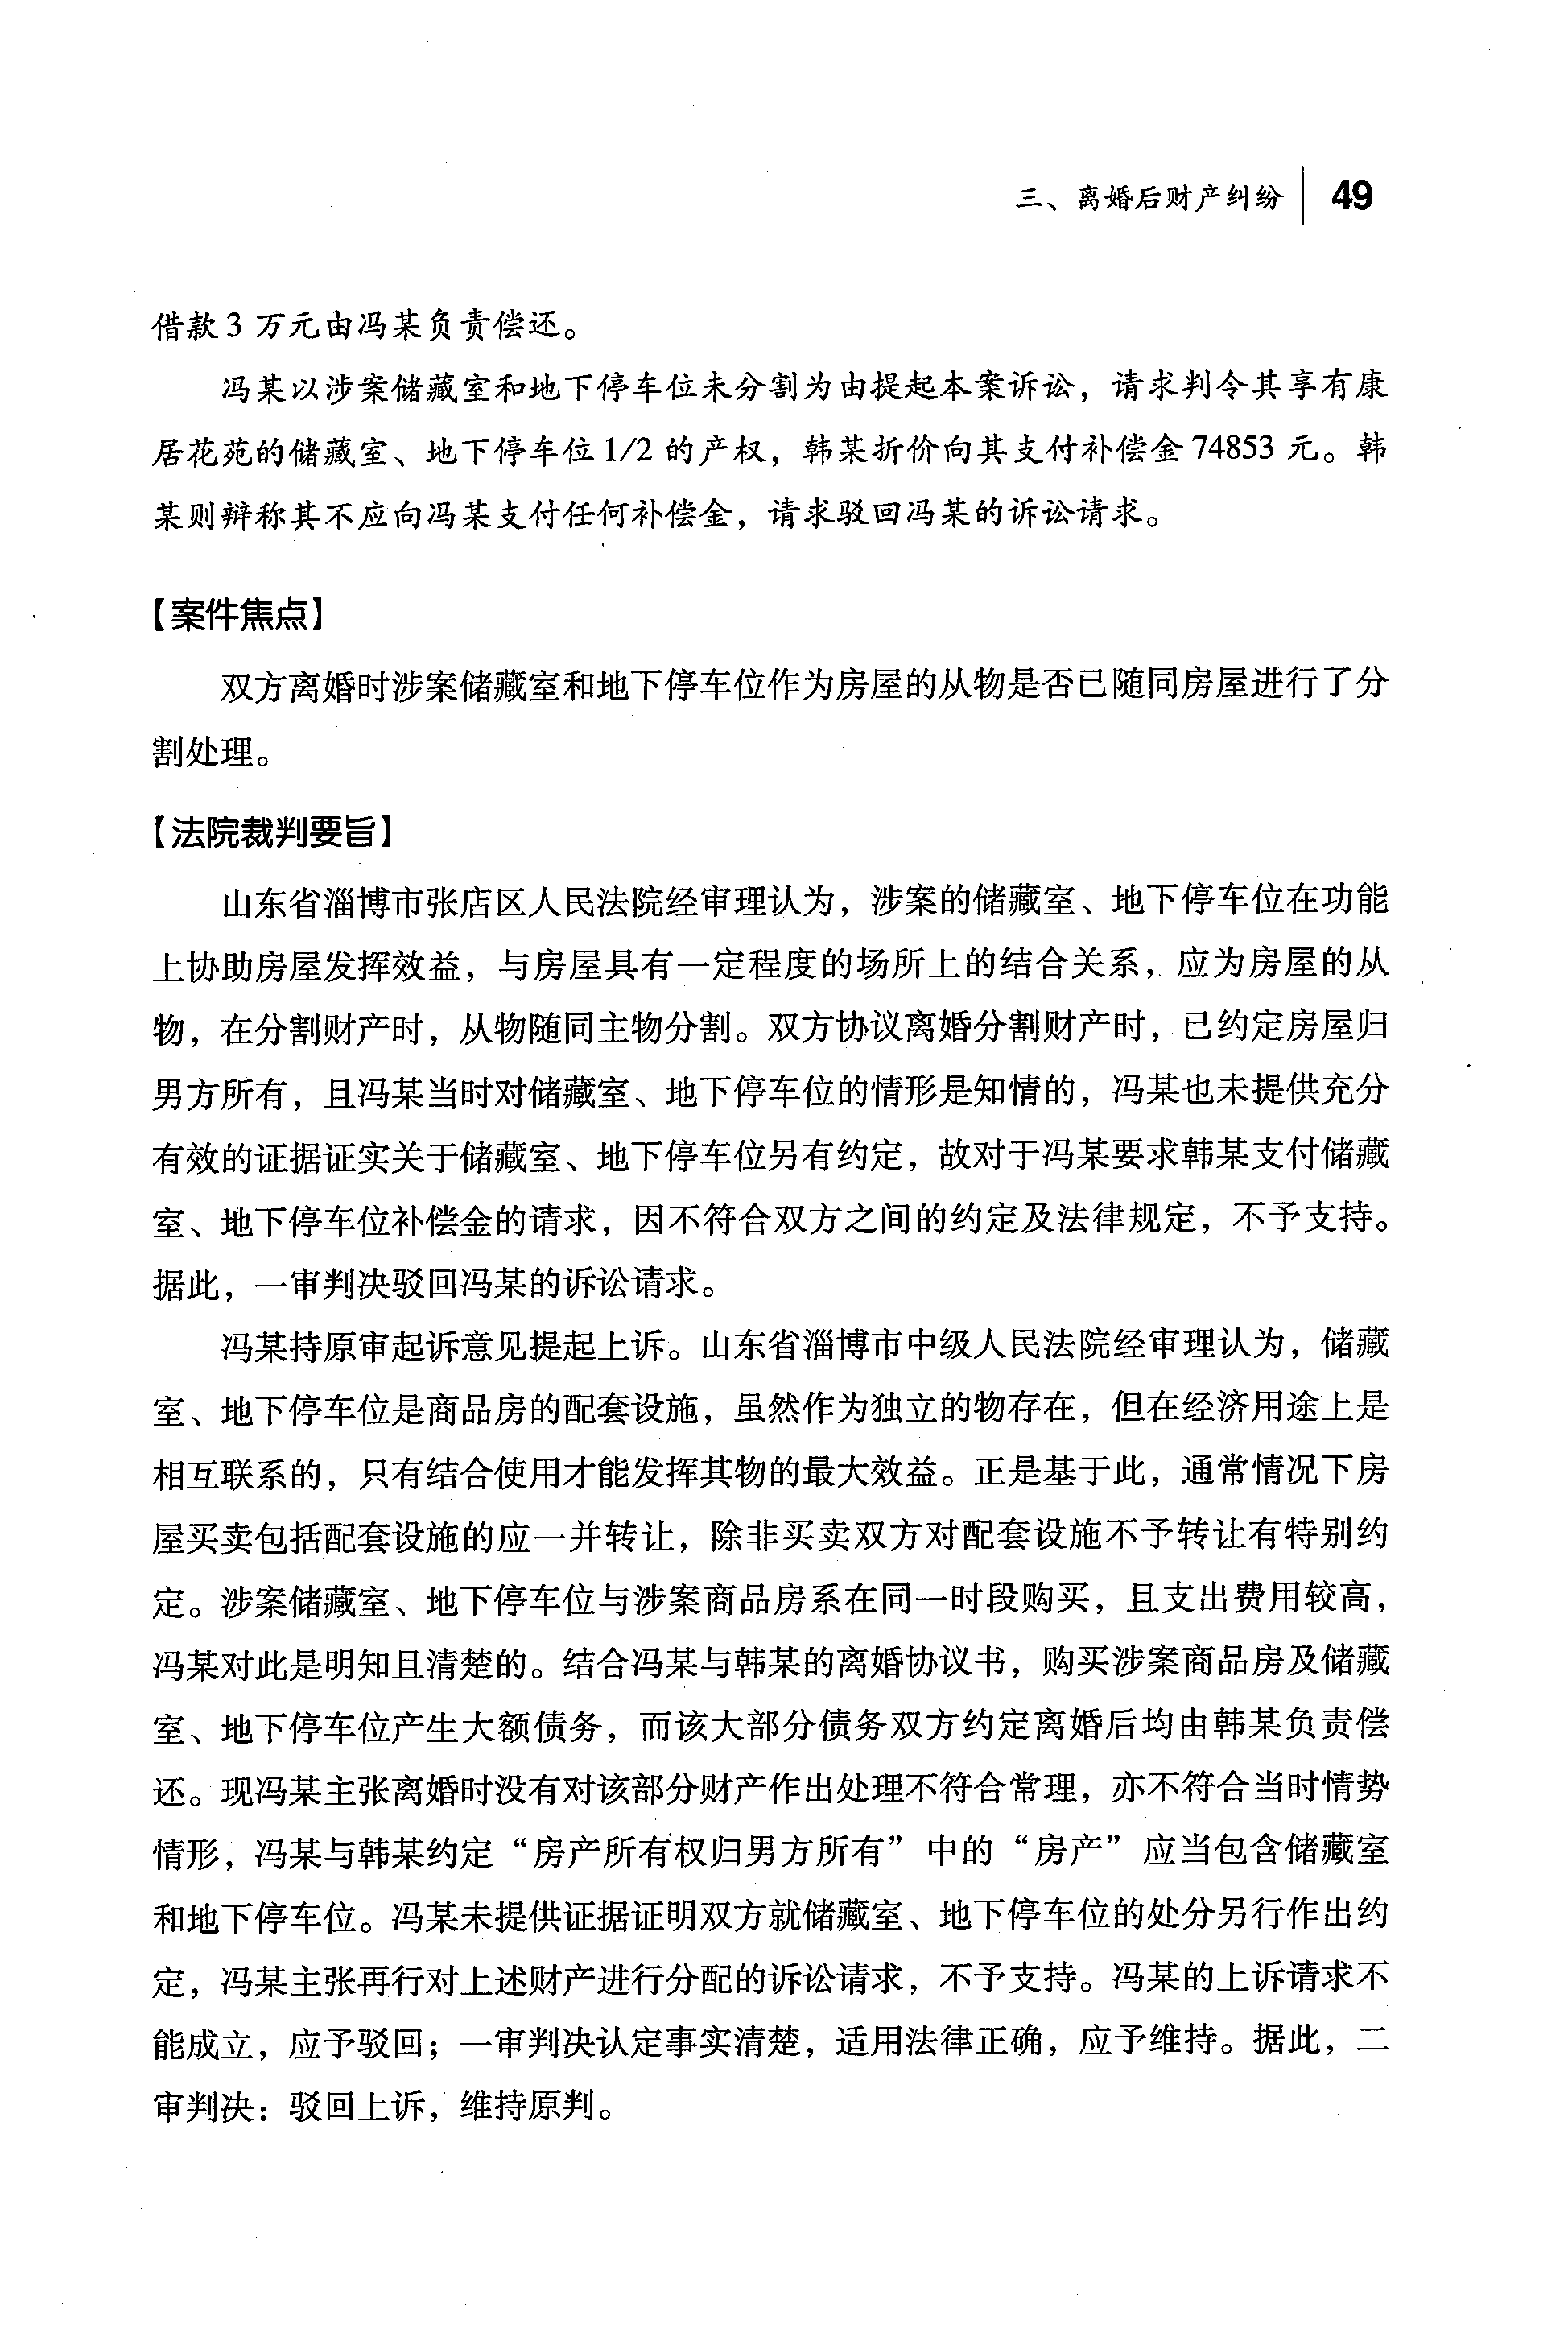 三、离婚后财产纠纷 49
借款3万元由冯某负责偿还。
冯某以涉案储藏室和地下停车位未分割为由提起本案诉讼，请求判令其享有康
居花苑的储藏室、地下停车位1/2的产权，韩某折价向其支付补偿金74853元。韩
某则辩称其不应向冯某支付任何补偿金，请求驳回冯某的诉讼请求。
【案件焦点】
双方离婚时涉案储藏室和地下停车位作为房屋的从物是否已随同房屋进行了分
割处理。
【法院裁判要旨】
山东省淄博市张店区人民法院经审理认为，涉案的储藏室、地下停车位在功能
上协助房屋发挥效益，与房屋具有一定程度的场所上的结合关系，应为房屋的从
物，在分割财产时，从物随同主物分割。双方协议离婚分割财产时，已约定房屋归
男方所有，且冯某当时对储藏室、地下停车位的情形是知情的，冯某也未提供充分
有效的证据证实关于储藏室、地下停车位另有约定，故对于冯某要求韩某支付储藏
室、地下停车位补偿金的请求，因不符合双方之间的约定及法律规定，不予支持。
据此，一审判决驳回冯某的诉讼请求。
冯某持原审起诉意见提起上诉。山东省淄博市中级人民法院经审理认为，储藏
室、地下停车位是商品房的配套设施，虽然作为独立的物存在，但在经济用途上是
相互联系的，只有结合使用才能发挥其物的最大效益。正是基于此，通常情况下房
屋买卖包括配套设施的应一并转让，除非买卖双方对配套设施不予转让有特别约
定。涉案储藏室、地下停车位与涉案商品房系在同一时段购买，且支出费用较高，
冯某对此是明知且清楚的。结合冯某与韩某的离婚协议书，购买涉案商品房及储藏
室、地下停车位产生大额债务，而该大部分债务双方约定离婚后均由韩某负责偿
还。现冯某主张离婚时没有对该部分财产作出处理不符合常理，亦不符合当时情势
情形，冯某与韩某约定“房产所有权归男方所有”中的“房产”应当包含储藏室
和地下停车位。冯某未提供证据证明双方就储藏室、地下停车位的处分另行作出约
定，冯某主张再行对上述财产进行分配的诉讼请求，不予支持。冯某的上诉请求不
能成立，应予驳回；一审判决认定事实清楚，适用法律正确，应予维持。据此，二
审判决：驳回上诉，维持原判。